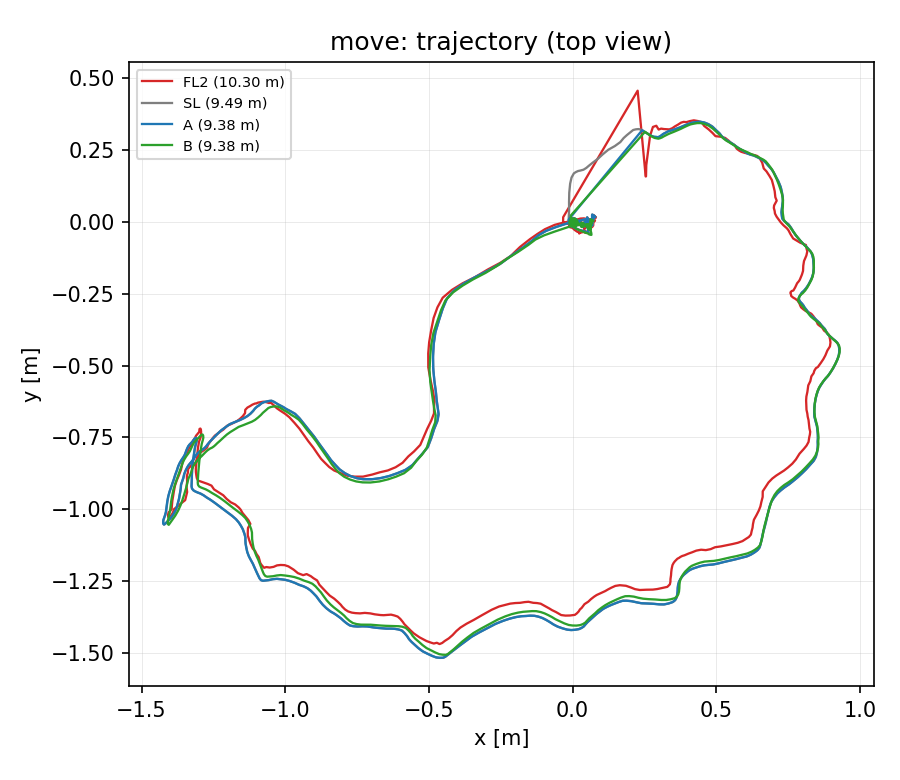 move: trajectory (top view)
FL2 (10.30 m)
SL (9.49 m)
A (9.38 m)
B (9.38 m)
y [m]
0.50
0.25
0.00
−0.25
−0.50
−0.75
−1.00
−1.25
−1.50
−1.5 −1.0 −0.5 0.0 0.5 1.0
x [m]